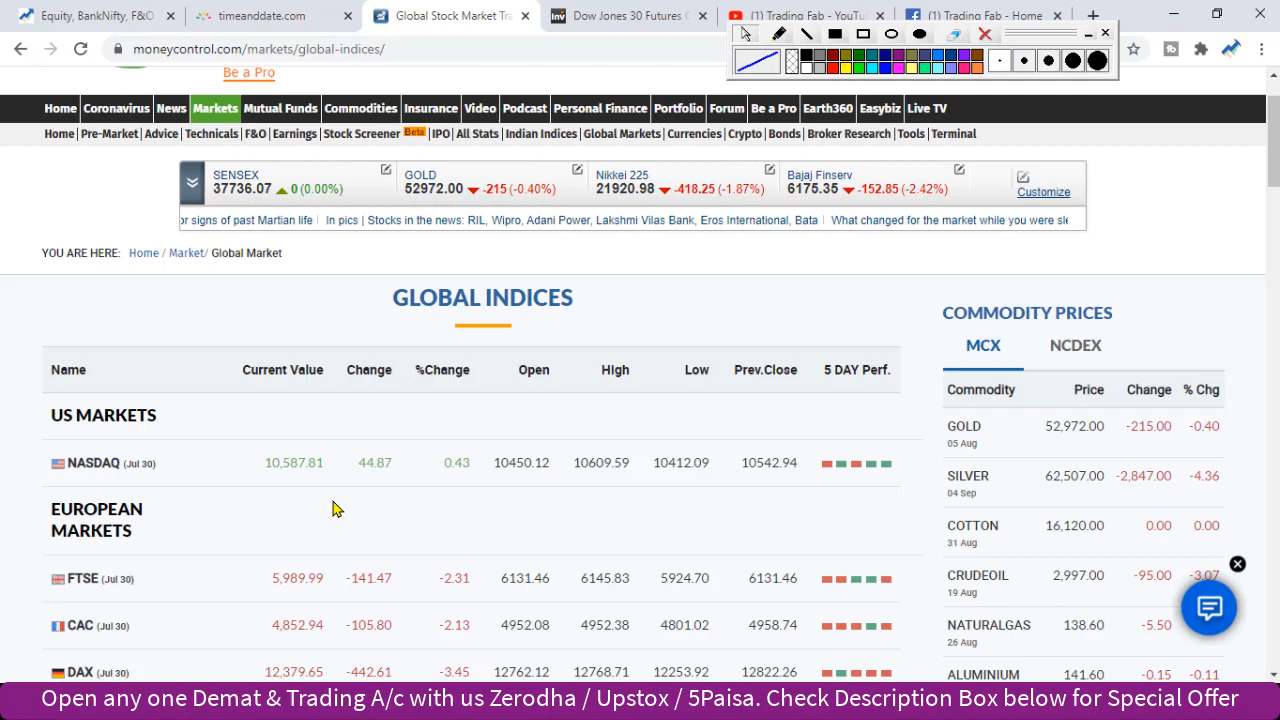 Equity, BankNifty, F&O
timeanddate.com
Global Stock Market Tra
Dow Jones 30 Futures C
(1) Trading Fab - YouTu
(1) Trading Fab - Home
moneycontrol.com/markets/global-indices/
Be a Pro
Home Coronavirus News Markets Mutual Funds Commodities Insurance Video Podcast Personal Finance Portfolio Forum Be a Pro Earth360 Easybiz Live TV
Home Pre-Market Advice Technicals F&O Earnings Stock Screener Beta IPO All Stats Indian Indices Global Markets Currencies Crypto Bonds Broker Research Tools Terminal
SENSEX
37736.07 0 (0.00%)
GOLD
52972.00 -215 (-0.40%)
Nikkei 225
21920.98 -418.25 (-1.87%)
Bajaj Finserv
6175.35 -152.85 (-2.42%)
Customize
or signs of past Martian life | In pics | Stocks in the news: RIL, Wipro, Adani Power, Lakshmi Vilas Bank, Eros International, Bata | What changed for the market while you were sle
YOU ARE HERE: Home / Market/ Global Market
GLOBAL INDICES
Name Current Value Change %Change Open High Low Prev.Close 5 DAY Perf.
US MARKETS
NASDAQ (Jul 30) 10,587.81 44.87 0.43 10450.12 10609.59 10412.09 10542.94
EUROPEAN
MARKETS
FTSE (Jul 30) 5,989.99 -141.47 -2.31 6131.46 6145.83 5924.70 6131.46
CAC (Jul 30) 4,852.94 -105.80 -2.13 4952.08 4952.38 4801.02 4958.74
DAX (Jul 30) 12,379.65 -442.61 -3.45 12762.12 12768.71 12253.92 12822.26
COMMODITY PRICES
MCX NCDEX
Commodity Price Change % Chg
GOLD 52,972.00 -215.00 -0.40
05 Aug
SILVER 62,507.00 -2,847.00 -4.36
04 Sep
COTTON 16,120.00 0.00 0.00
31 Aug
CRUDEOIL 2,997.00 -95.00 -3.07
19 Aug
NATURALGAS 138.60 -5.50
26 Aug
ALUMINIUM 141.60 -0.15 -0.11
Open any one Demat & Trading A/c with us Zerodha / Upstox / 5Paisa. Check Description Box below for Special Offer